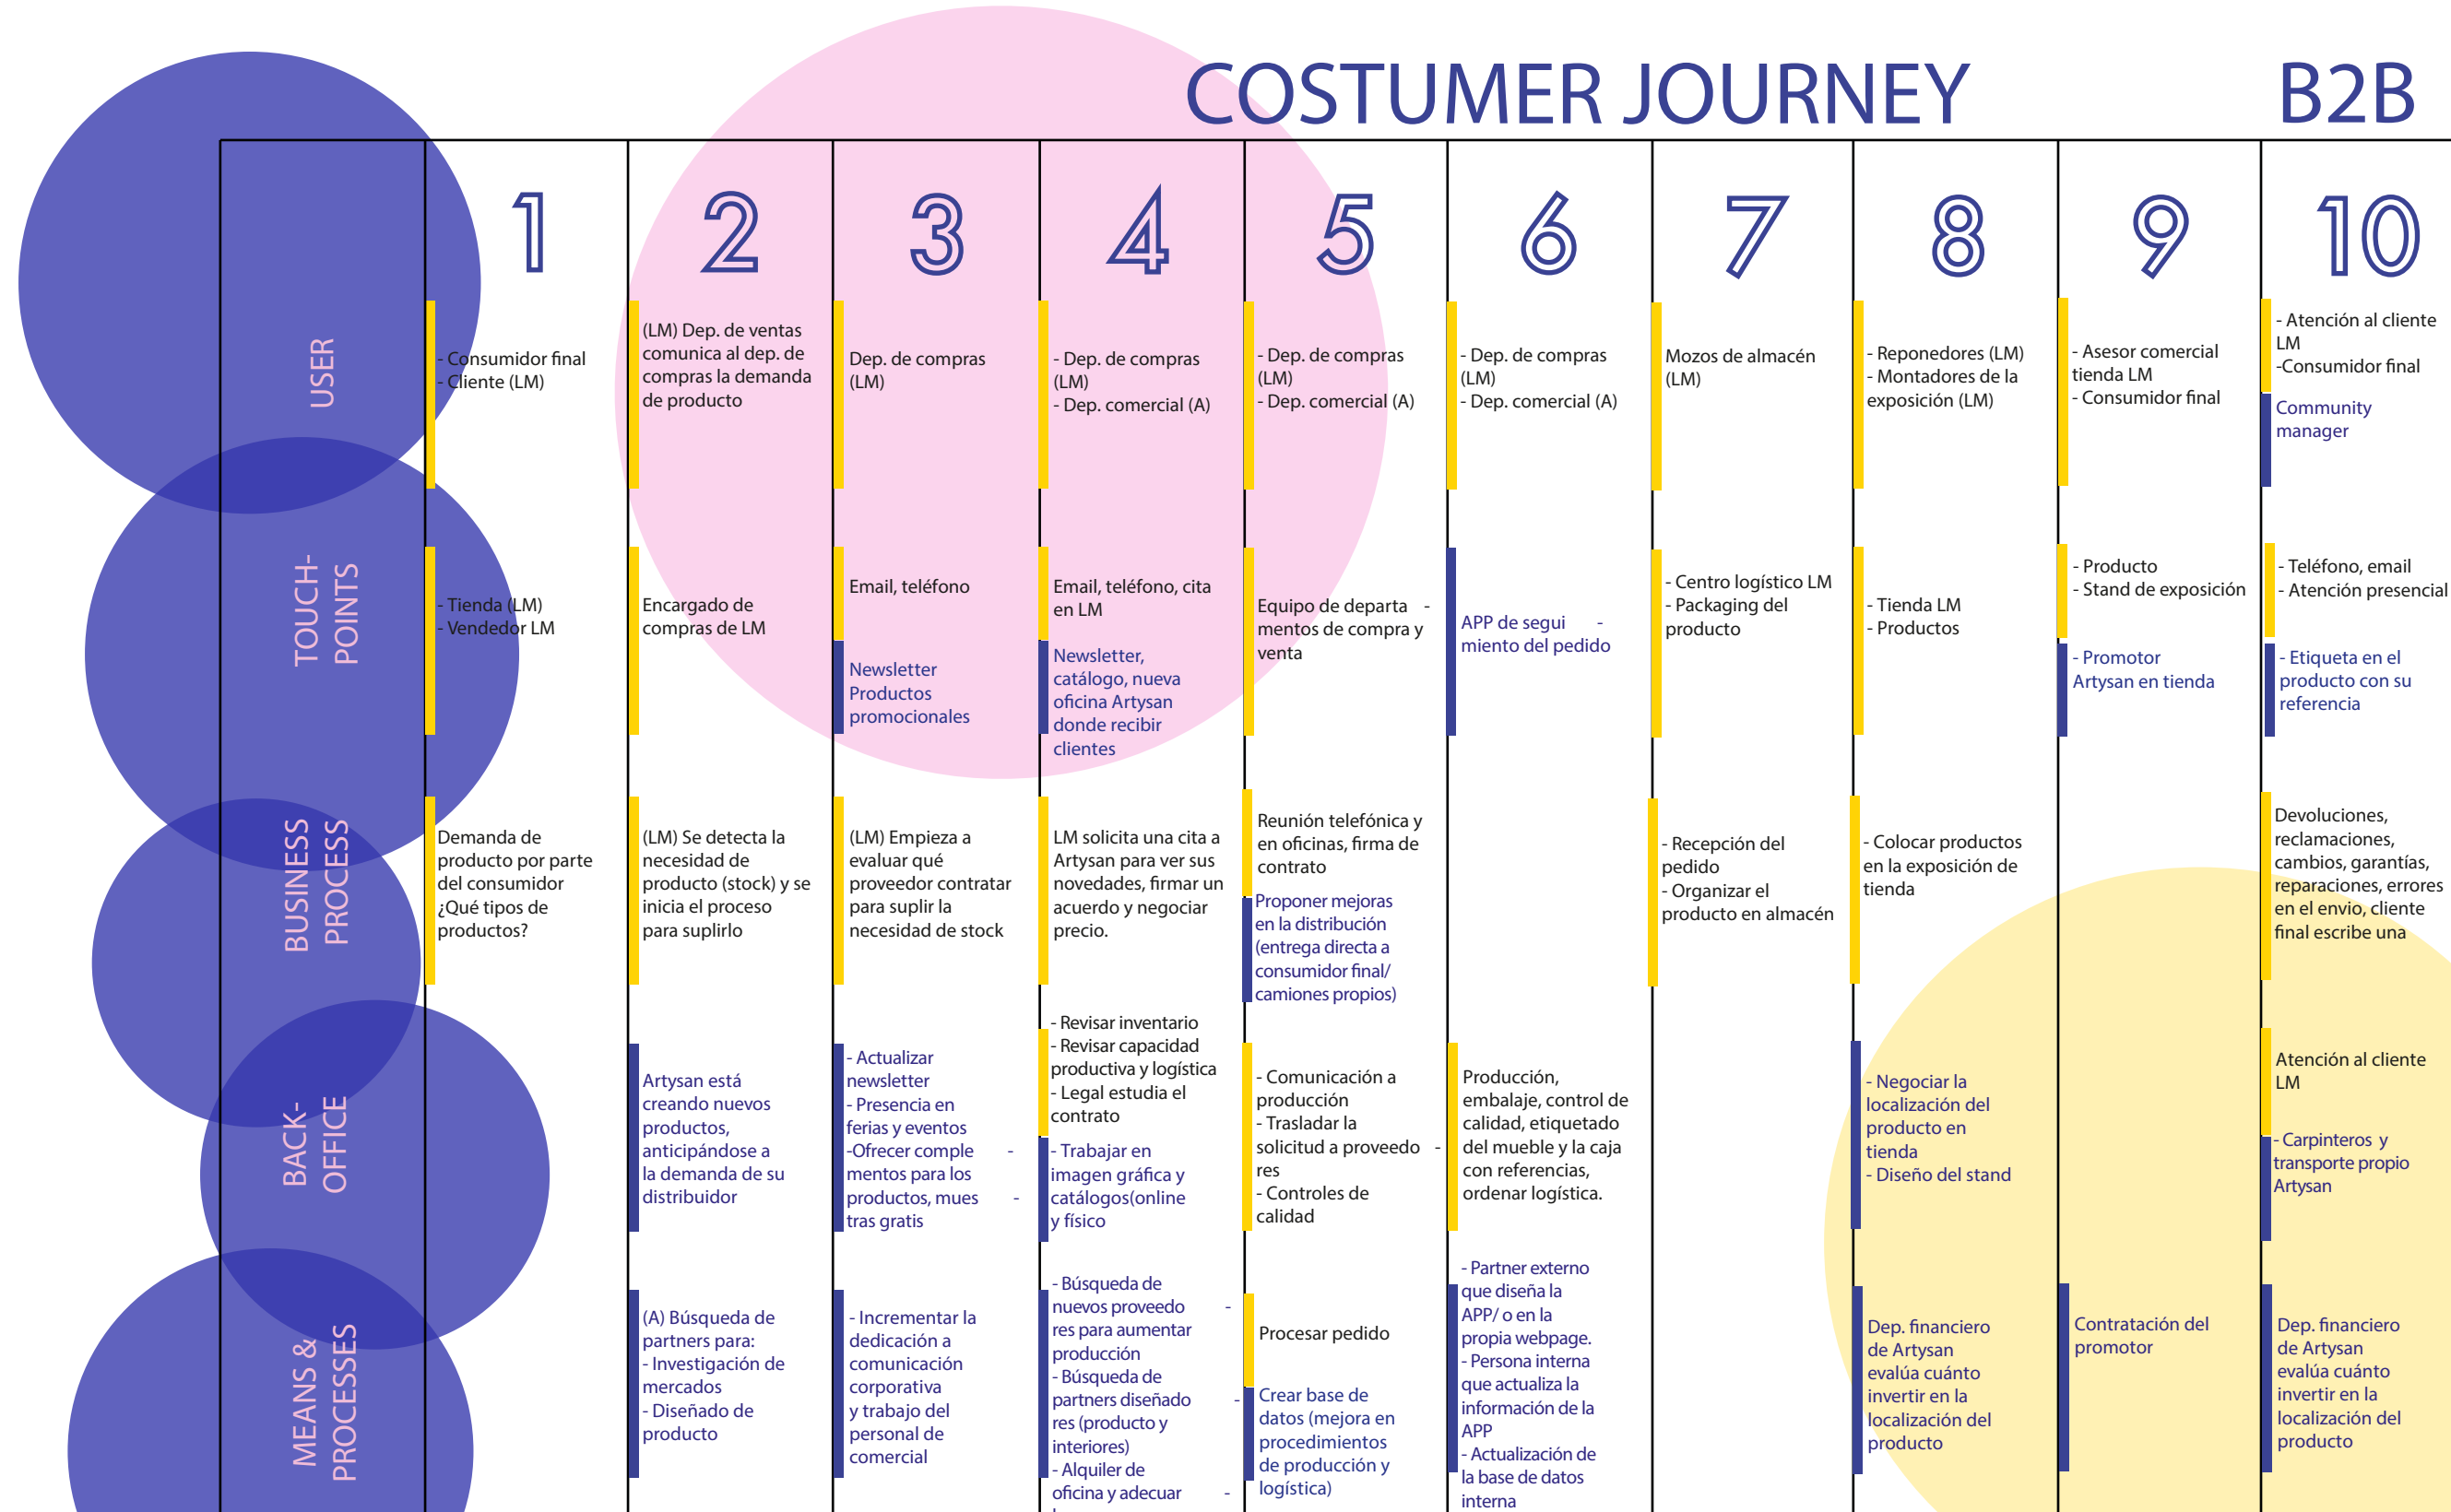 COSTUMER JOURNEY B2B
1 2 3 4 5 6 7 8 9 10
USER
- Consumidor final
- Cliente (LM)
(LM) Dep. de ventas
comunica al dep. de
compras la demanda
de producto
Dep. de compras
(LM)
- Dep. de compras
(LM)
- Dep. comercial (A)
- Dep. de compras
(LM)
- Dep. comercial (A)
- Dep. de compras
(LM)
- Dep. comercial (A)
Mozos de almacén
(LM)
- Reponedores (LM)
- Montadores de la
exposición (LM)
- Asesor comercial
tienda LM
- Consumidor final
- Atención al cliente
LM
-Consumidor final
Community
manager
TOUCH-
POINTS
- Tienda (LM)
- Vendedor LM
Encargado de
compras de LM
Email, teléfono
Newsletter
Productos
promocionales
Email, teléfono, cita
en LM
Newsletter,
catálogo, nueva
oficina Artysan
donde recibir
clientes
Equipo de departa -
mentos de compra y
venta
APP de segui -
miento del pedido
- Centro logístico LM
- Packaging del
producto
- Tienda LM
- Productos
- Producto
- Stand de exposición
- Promotor
Artysan en tienda
- Teléfono, email
- Atención presencial
- Etiqueta en el
producto con su
referencia
BUSINESS
PROCESS
Demanda de
producto por parte
del consumidor
¿Qué tipos de
productos?
(LM) Se detecta la
necesidad de
producto (stock) y se
inicia el proceso
para suplirlo
(LM) Empieza a
evaluar qué
proveedor contratar
para suplir la
necesidad de stock
LM solicita una cita a
Artysan para ver sus
novedades, firmar un
acuerdo y negociar
precio.
Reunión telefónica y
en oficinas, firma de
contrato
Proponer mejoras
en la distribución
(entrega directa a
consumidor final/
camiones propios)
- Recepción del
pedido
- Organizar el
producto en almacén
- Colocar productos
en la exposición de
tienda
Devoluciones,
reclamaciones,
cambios, garantías,
reparaciones, errores
en el envio, cliente
final escribe una
BACK-
OFFICE
Artysan está
creando nuevos
productos,
anticipándose a
la demanda de su
distribuidor
- Actualizar
newsletter
- Presencia en
ferias y eventos
-Ofrecer comple -
mentos para los
productos, mues -
tras gratis
- Revisar inventario
- Revisar capacidad
productiva y logística
- Legal estudia el
contrato
- Trabajar en
imagen gráfica y
catálogos(online
y físico
- Comunicación a
producción
- Trasladar la
solicitud a proveedo -
res
- Controles de
calidad
Producción,
embalaje, control de
calidad, etiquetado
del mueble y la caja
con referencias,
ordenar logística.
- Negociar la
localización del
producto en
tienda
- Diseño del stand
Atención al cliente
LM
- Carpinteros y
transporte propio
Artysan
MEANS &
PROCESSES
(A) Búsqueda de
partners para:
- Investigación de
mercados
- Diseñado de
producto
- Incrementar la
dedicación a
comunicación
corporativa
y trabajo del
personal de
comercial
- Búsqueda de
nuevos proveedo -
res para aumentar
producción
- Búsqueda de
partners diseñado -
res (producto y
interiores)
- Alquiler de
oficina y adecuar -
Procesar pedido
Crear base de
datos (mejora en
procedimientos
de producción y
logística)
- Partner externo
que diseña la
APP/ o en la
propia webpage.
- Persona interna
que actualiza la
información de la
APP
- Actualización de
la base de datos
interna
Dep. financiero
de Artysan
evalúa cuánto
invertir en la
localización del
producto
Contratación del
promotor
Dep. financiero
de Artysan
evalúa cuánto
invertir en la
localización del
producto